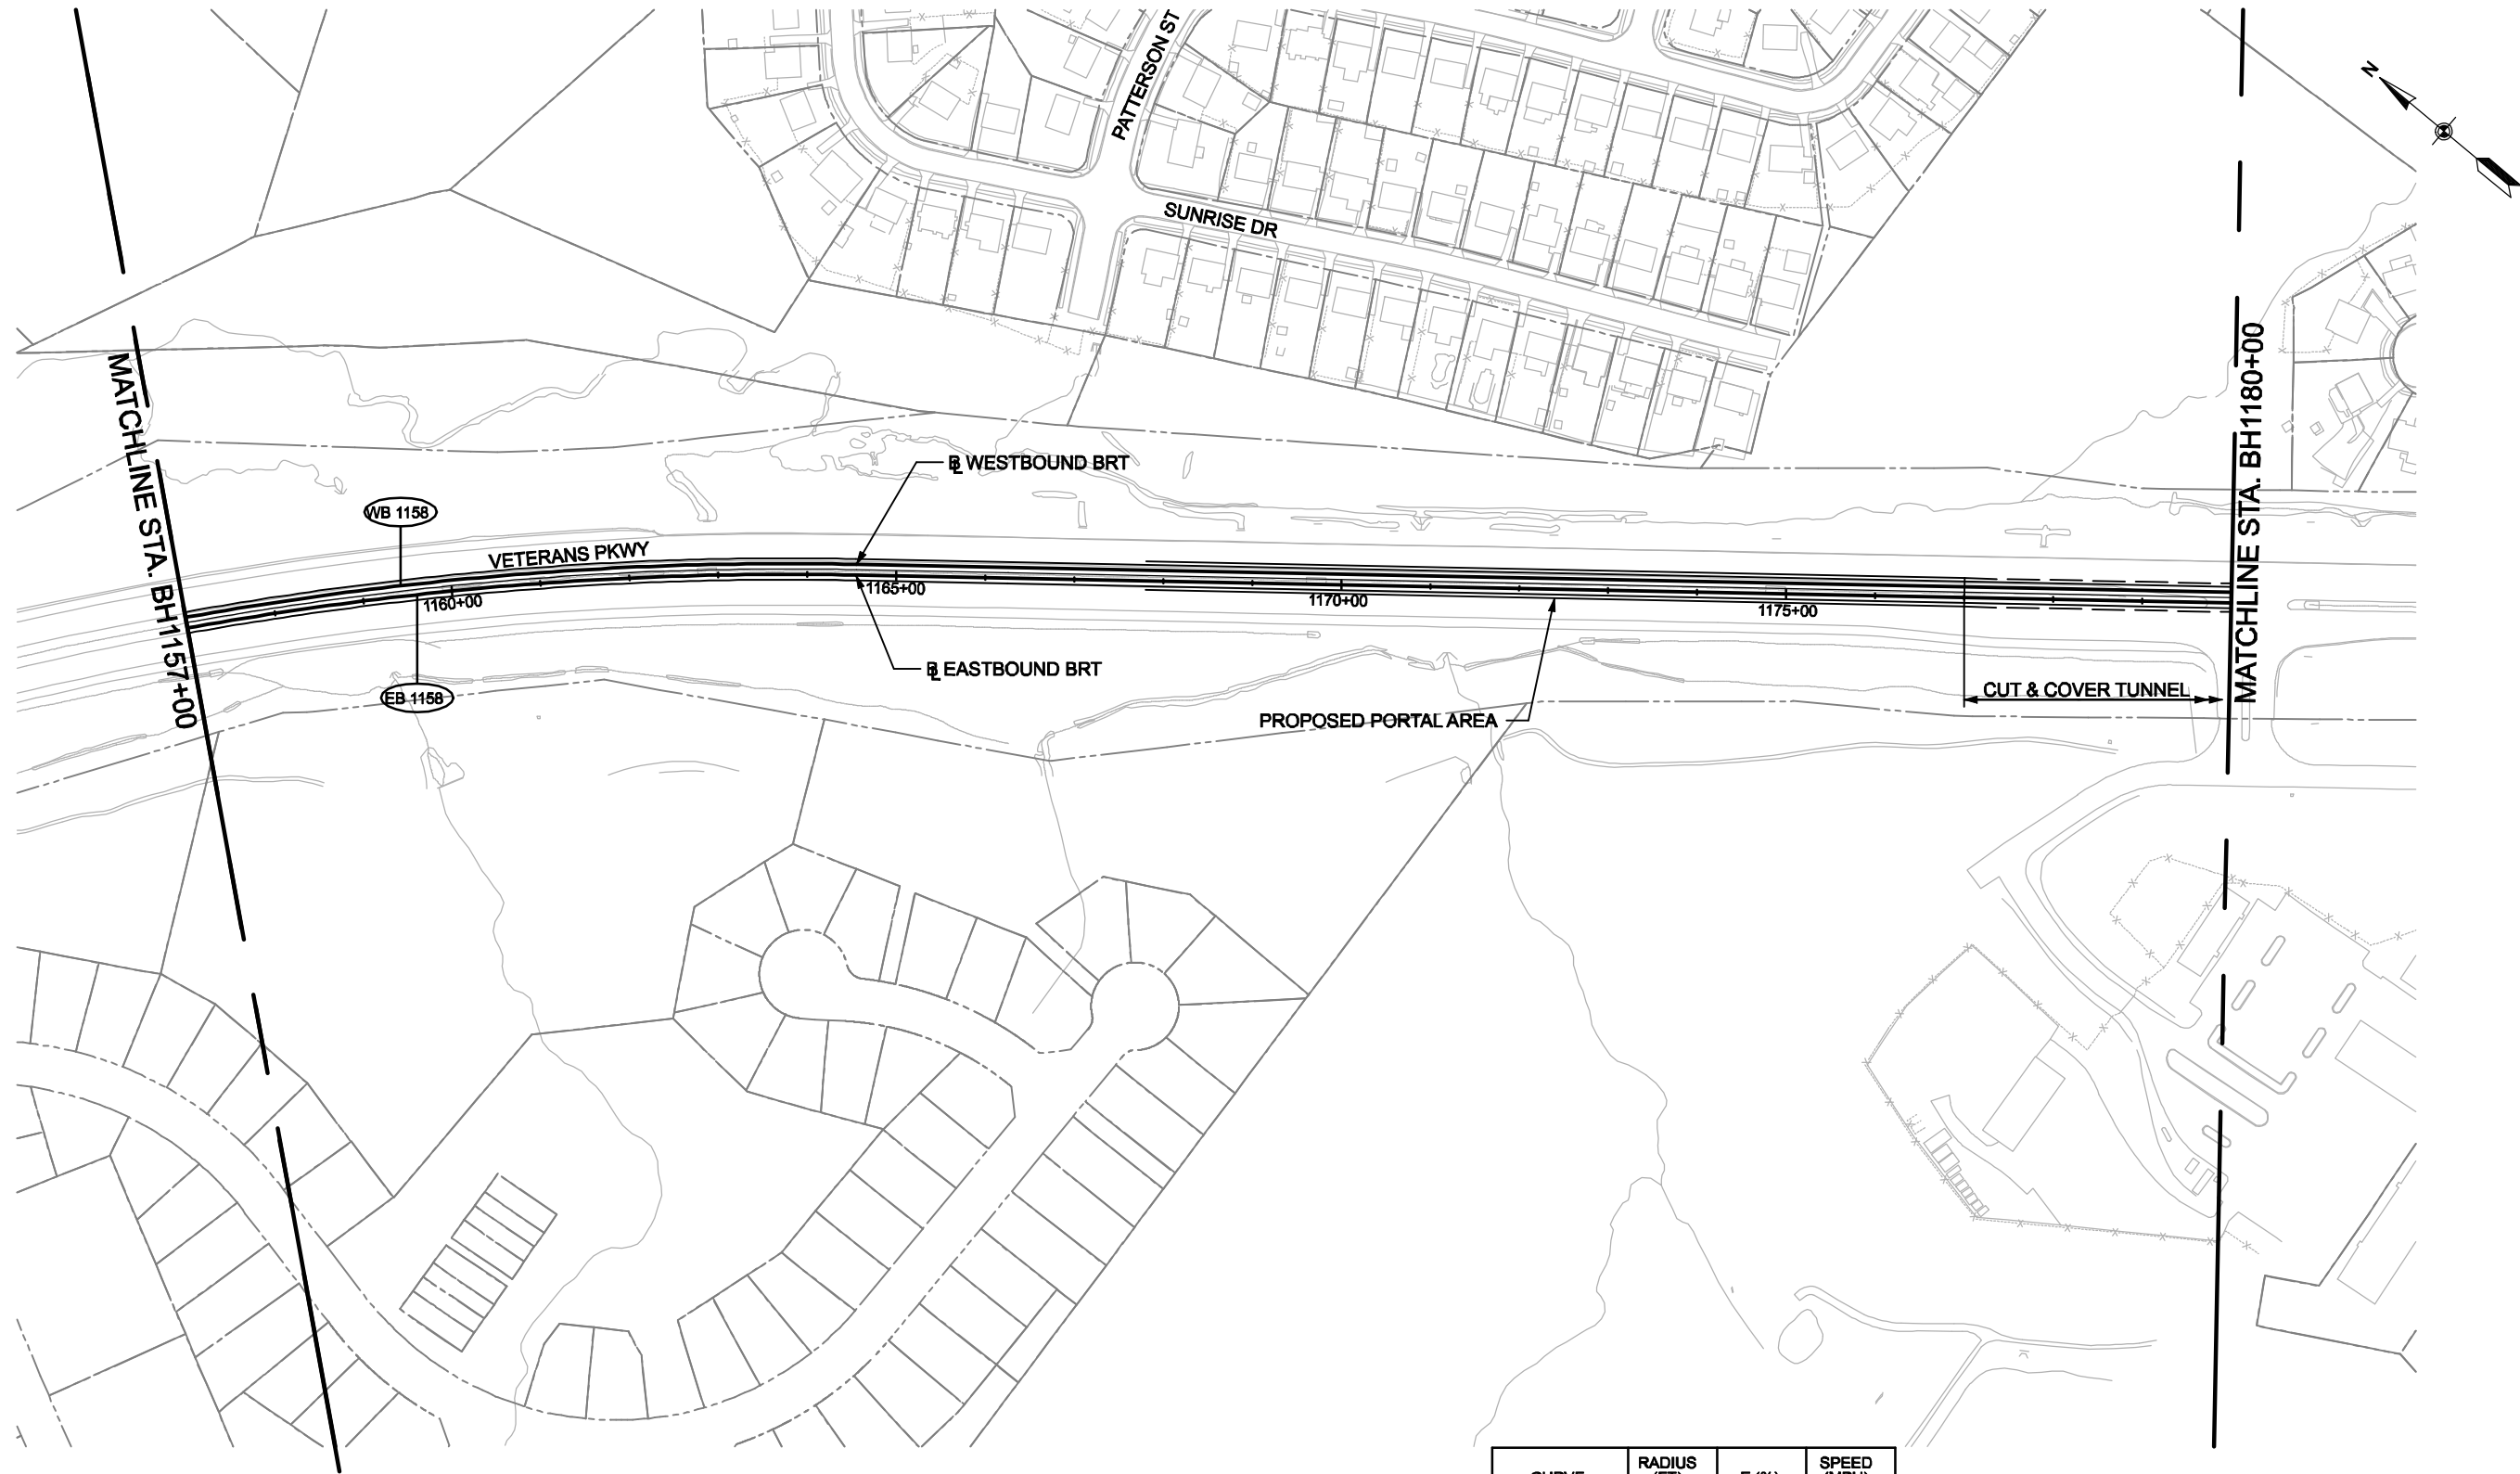 PATTERSON ST
N
SUNRISE DR
MATCHLINE STA. BH1157+00
MATCHLINE STA. BH1180+00
BL WESTBOUND BRT
WB 1158
VETERANS PKWY
1160+00
1165+00
1170+00
1175+00
BL EASTBOUND BRT
EB 1158
CUT & COVER TUNNEL
PROPOSED PORTAL AREA
RADIUS
SPEED